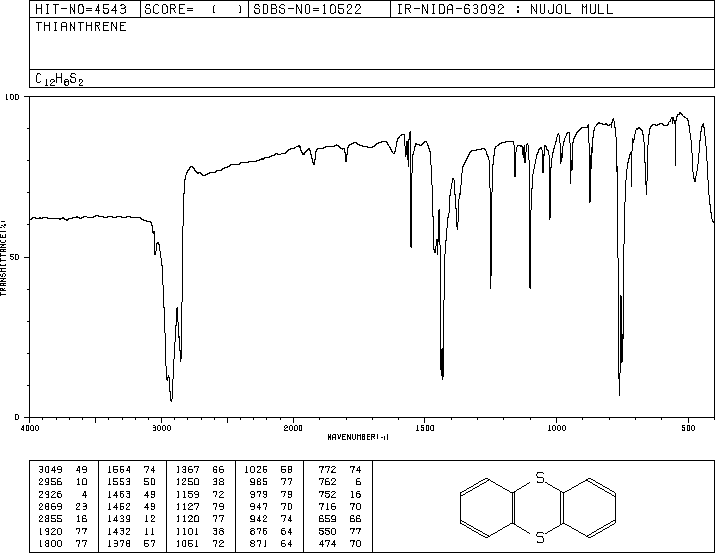 HIT-NO=4543 SCORE= ( ) SDBS-NO=10522 IR-NIDA-63092 : NUJOL MULL
THIANTHRENE
C12H8S2
100
50
0
TRANSMITTANCE(%)
4000 3000 2000 1500 1000 500
WAVENUMBER(-1)
3049 49 1564 74 1367 66 1026 68 772 74
2956 10 1553 50 1250 38 985 77 762 6
2926 4 1463 49 1159 72 979 79 752 16
2869 29 1462 49 1127 79 947 70 716 70
2855 16 1439 12 1120 77 942 74 659 66
1920 77 1432 11 1101 38 876 64 550 77
1800 77 1378 57 1051 72 871 64 474 70
S
S